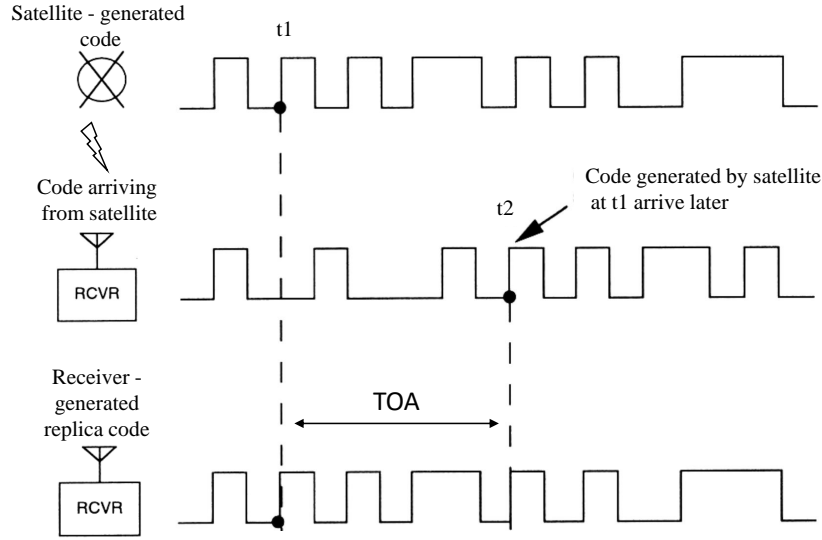 Satellite - generated
code
t1
Code arriving
from satellite
Code generated by satellite
at t1 arrive later
t2
RCVR
Receiver -
generated
replica code
TOA
RCVR